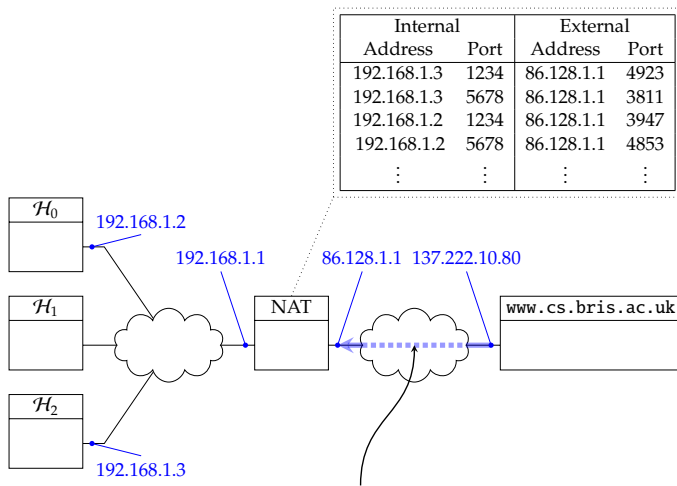 Internal External
Address Port Address Port
192.168.1.3 1234 86.128.1.1 4923
192.168.1.3 5678 86.128.1.1 3811
192.168.1.2 1234 86.128.1.1 3947
192.168.1.2 5678 86.128.1.1 4853
⋮ ⋮ ⋮ ⋮
H0
192.168.1.2
192.168.1.1 86.128.1.1 137.222.10.80
H1 NAT www.cs.bris.ac.uk
H2
192.168.1.3